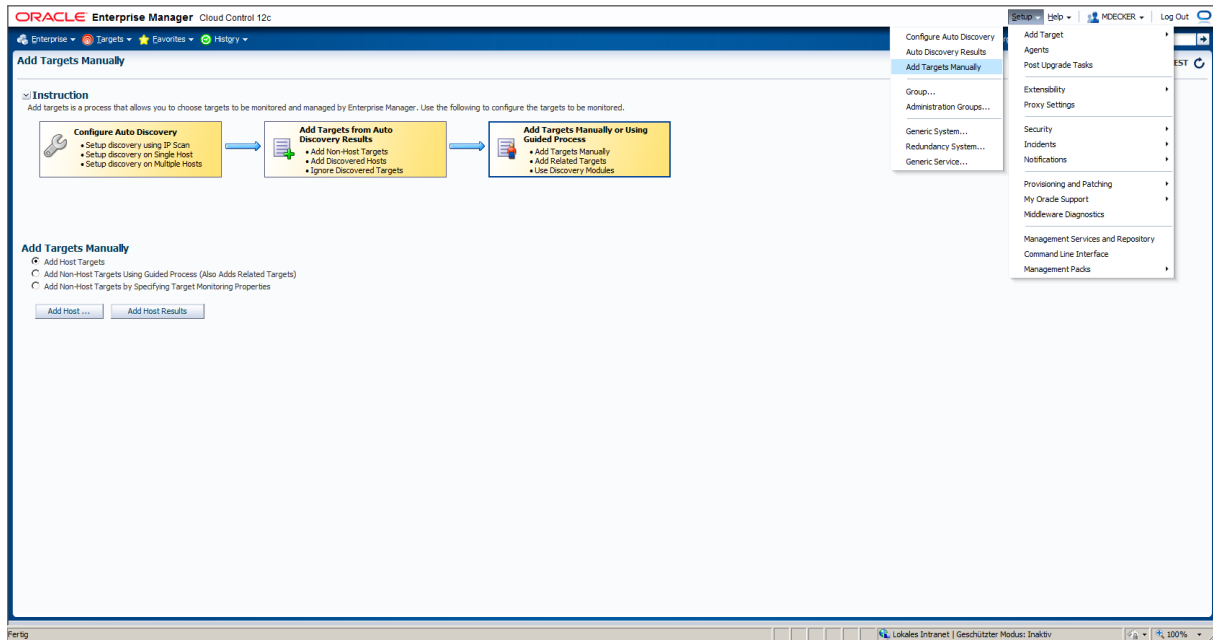 ORACLE Enterprise Manager Cloud Control 12c
Setup Help MDECKER Log Out
Enterprise Targets Favorites History
Add Targets Manually
EST
Instruction
Add targets is a process that allows you to choose targets to be monitored and managed by Enterprise Manager. Use the following to configure the targets to be monitored.
Configure Auto Discovery
• Setup discovery using IP Scan
• Setup discovery on Single Host
• Setup discovery on Multiple Hosts
Add Targets from Auto
Discovery Results
• Add Non-Host Targets
• Add Discovered Hosts
• Ignore Discovered Targets
Add Targets Manually or Using
Guided Process
• Add Targets Manually
• Add Related Targets
• Use Discovery Modules
Configure Auto Discovery
Auto Discovery Results
Add Targets Manually
Group...
Administration Groups...
Generic System...
Redundancy System...
Generic Service...
Add Target
Agents
Post Upgrade Tasks
Extensibility
Proxy Settings
Security
Incidents
Notifications
Provisioning and Patching
My Oracle Support
Middleware Diagnostics
Management Services and Repository
Command Line Interface
Management Packs
Add Targets Manually
Add Host Targets
Add Non-Host Targets Using Guided Process (Also Adds Related Targets)
Add Non-Host Targets by Specifying Target Monitoring Properties
Add Host ... Add Host Results
Fertig
Lokales Intranet | Geschützter Modus: Inaktiv
100%